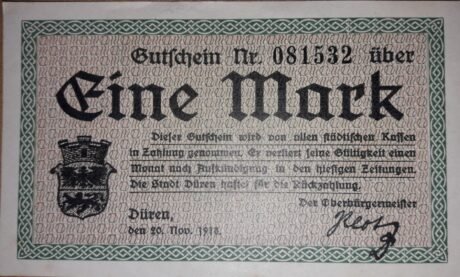 Gutschein Nr. 081532 über
Eine Mark
Dieser Gutschein wird von allen städtischen Kassen
in Zahlung genommen. Er verliert seine Gültigkeit einen
Monat nach Aufkündigung in den hiesigen Zeitungen.
Die Stadt Düren haftet für die Rückzahlung.
Düren,
den 20. Nov. 1918.
Der Oberbürgermeister